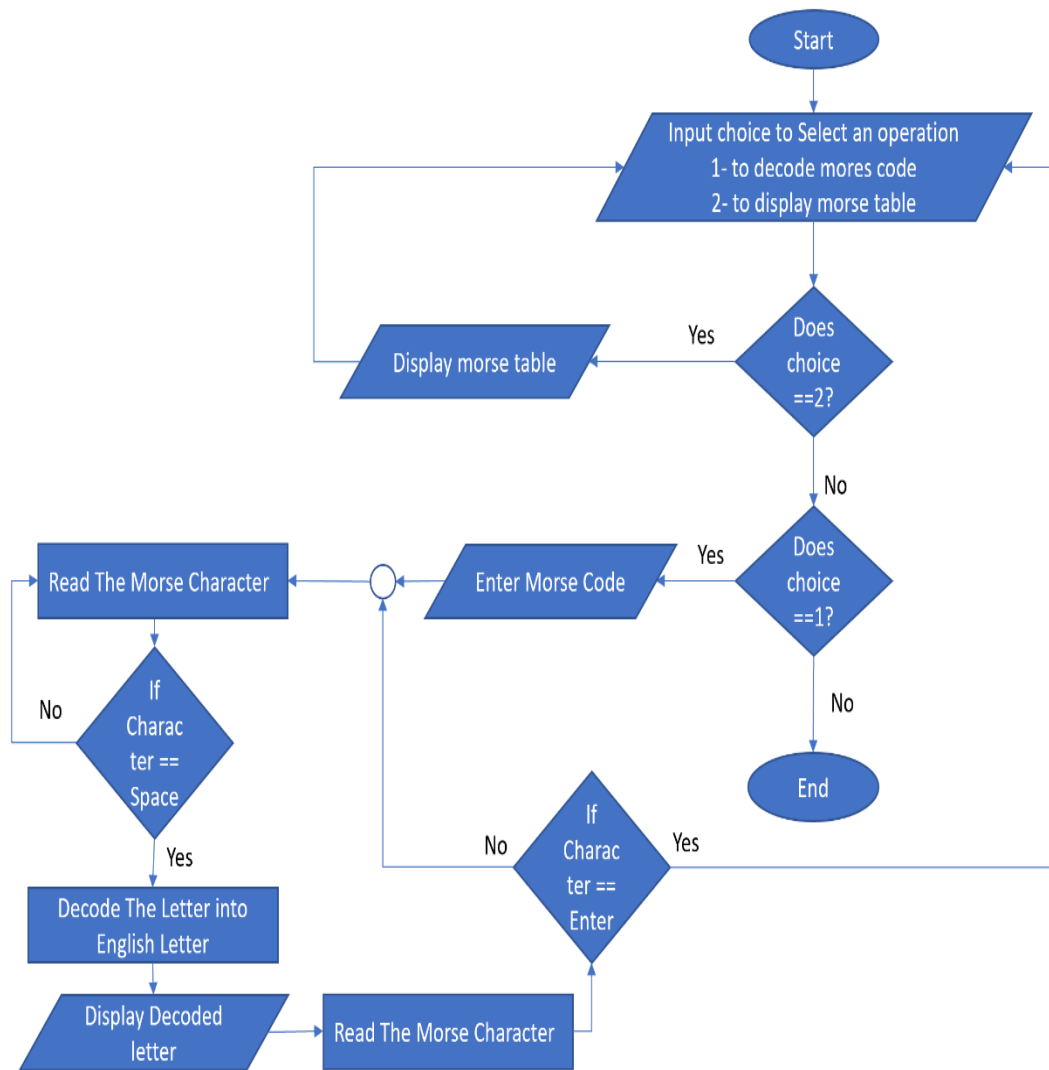 Start
Input choice to Select an operation
1- to decode mores code
2- to display morse table
Does
choice
==2?
Yes
Display morse table
No
Does
choice
==1?
Yes
Enter Morse Code
Read The Morse Character
No
End
If
Charac
ter ==
Space
No
Yes
Decode The Letter into
English Letter
Display Decoded
letter
Read The Morse Character
If
Charac
ter ==
Enter
No
Yes